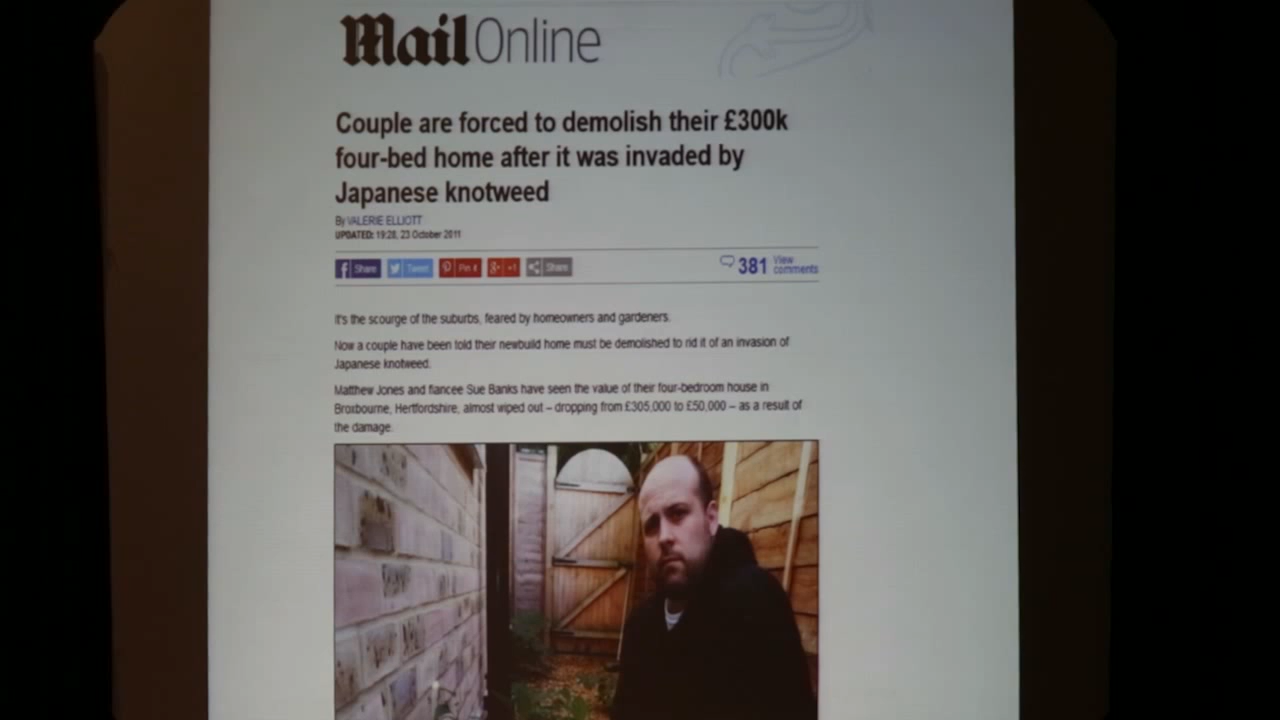 Mail Online
Couple are forced to demolish their £300k
four-bed home after it was invaded by
Japanese knotweed
By VALERIE ELLIOTT
UPDATED: 19:28, 23 October 2011
Share Tweet Pin it +1 Share
381 View comments
It's the scourge of the suburbs, feared by homeowners and gardeners.
Now a couple have been told their newbuild home must be demolished to rid it of an invasion of
Japanese knotweed.
Matthew Jones and fiancee Sue Banks have seen the value of their four-bedroom house in
Broxbourne, Hertfordshire, almost wiped out – dropping from £305,000 to £50,000 – as a result of
the damage.